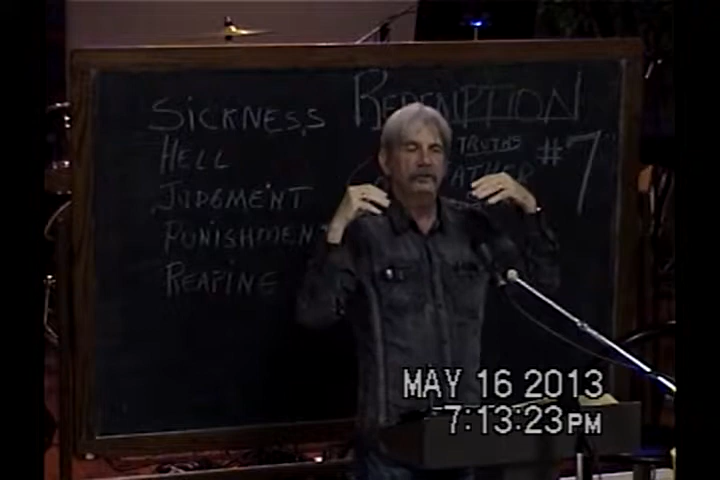 REDEMPTION
SICKNESS
TRUTHS
#7"
HELL
FATHER
JUDGMENT
PUNISHMENT
REAPING
MAY 16 2013
7:13:23PM